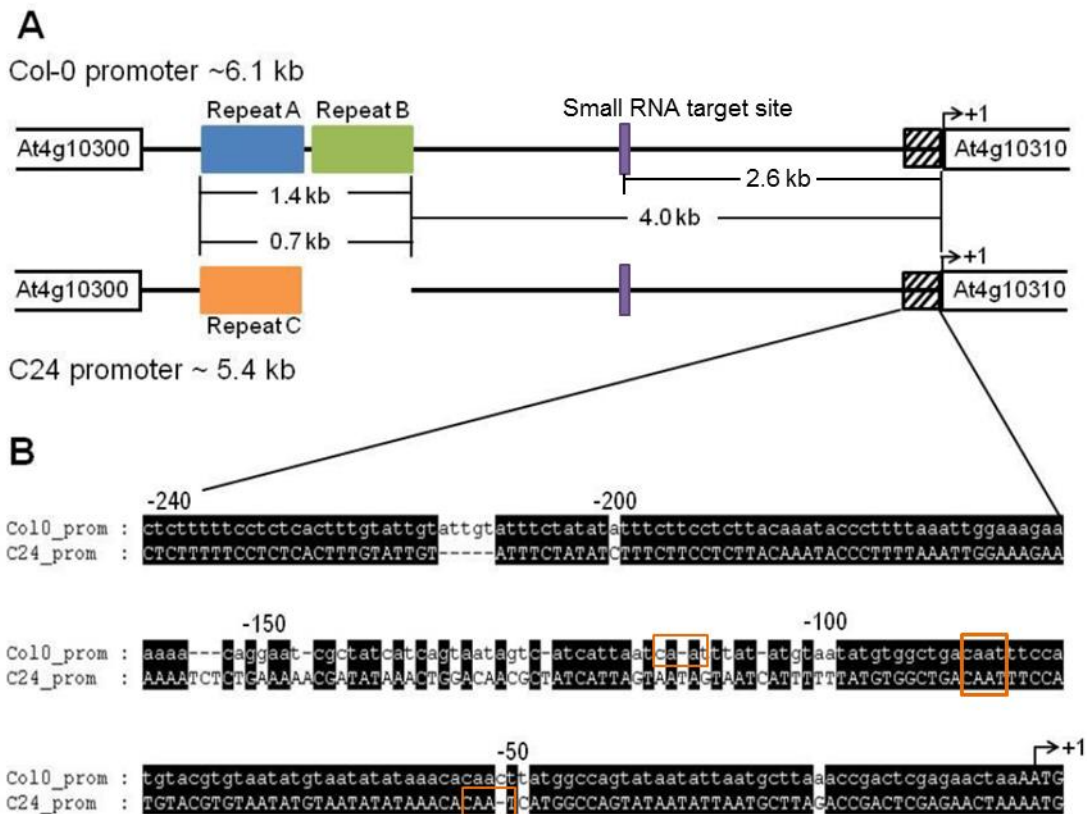 A
Col-0 promoter ~6.1 kb
Repeat A Repeat B Small RNA target site +1
At4g10300 At4g10310
1.4 kb 2.6 kb
4.0 kb
0.7 kb
+1
At4g10300 At4g10310
Repeat C
C24 promoter ~ 5.4 kb
B
-240 -200
Col0_prom : ctctttttcctctcactttgtattgtattgtatttctatatatttcttcctcttacaaatacccttttaaattggaaagaa
C24_prom : CTCTTTTTCCTCTCACTTTGTATTGT-----ATTTCTATATCTTTCTTCCTCTTACAAATACCCTTTTAAATTGGAAAGAA
-150 -100
Col0_prom : aaaa---caggaat-cgctatcatcagtaatagtc-atcattaatca-attttat-atgtaatatgtggctgacaatttcca
C24_prom : AAAATCTCTGAAAAACGATATAAACTGGACAACGCTATCATTAGTAATAGTAATCATTTTTTATGTGGCTGACAATTTCCA
-50 +1
Col0_prom : tgtacgtgtaatatgtaatatataaacacaacttatggccagtataatattaatgcttaaaccgactcgagaactaaAATG
C24_prom : TGTACGTGTAATATGTAATATATAAACACAA-TCATGGCCAGTATAATATTAATGCTTAGACCGACTCGAGAACTAAAATG